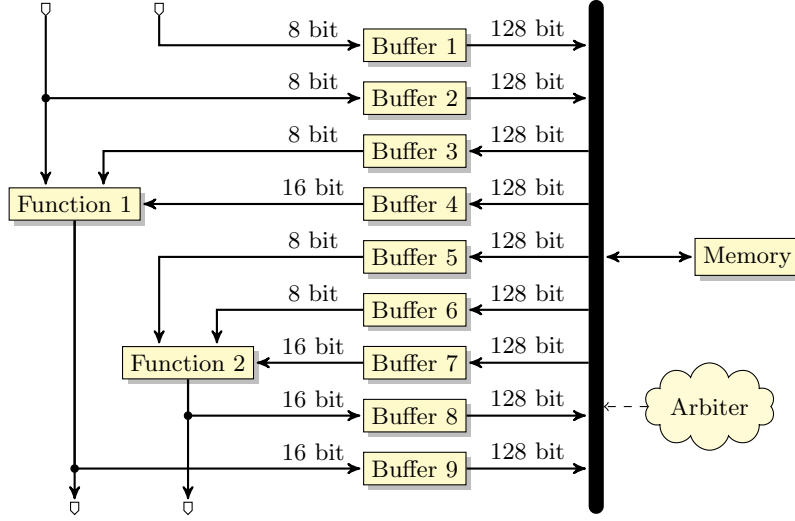 8 bit Buffer 1 128 bit
8 bit Buffer 2 128 bit
8 bit Buffer 3 128 bit
Function 1 16 bit Buffer 4 128 bit
8 bit Buffer 5 128 bit
Memory
8 bit Buffer 6 128 bit
Function 2 16 bit Buffer 7 128 bit
16 bit Buffer 8 128 bit
Arbiter
16 bit Buffer 9 128 bit